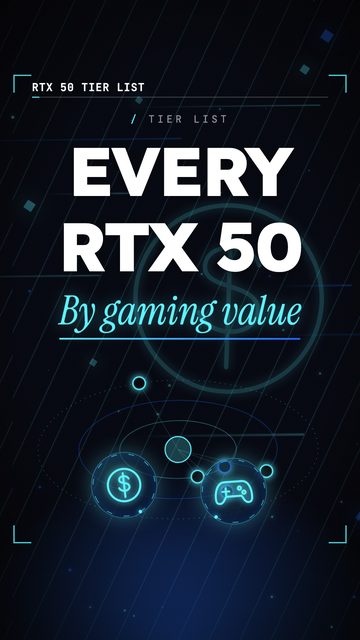 RTX 50 TIER LIST
/ TIER LIST
EVERY
RTX 50
By gaming value
$